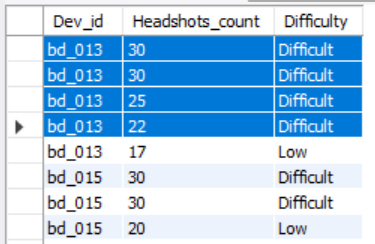 Dev_id Headshots_count Difficulty
bd_013 30 Difficult
bd_013 30 Difficult
bd_013 25 Difficult
bd_013 22 Difficult
bd_013 17 Low
bd_015 30 Difficult
bd_015 30 Difficult
bd_015 20 Low